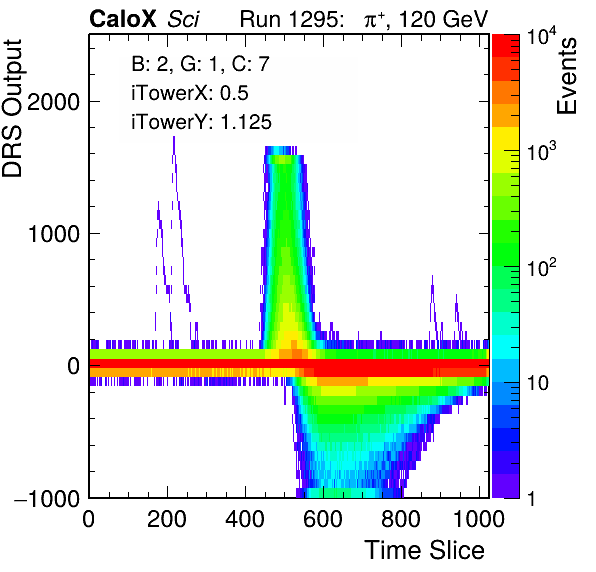 CaloX Sci Run 1295: π⁺, 120 GeV
B: 2, G: 1, C: 7
iTowerX: 0.5
iTowerY: 1.125
DRS Output
2000
1000
0
−1000
0 200 400 600 800 1000
Time Slice
Events
10⁴
10³
10²
10
1